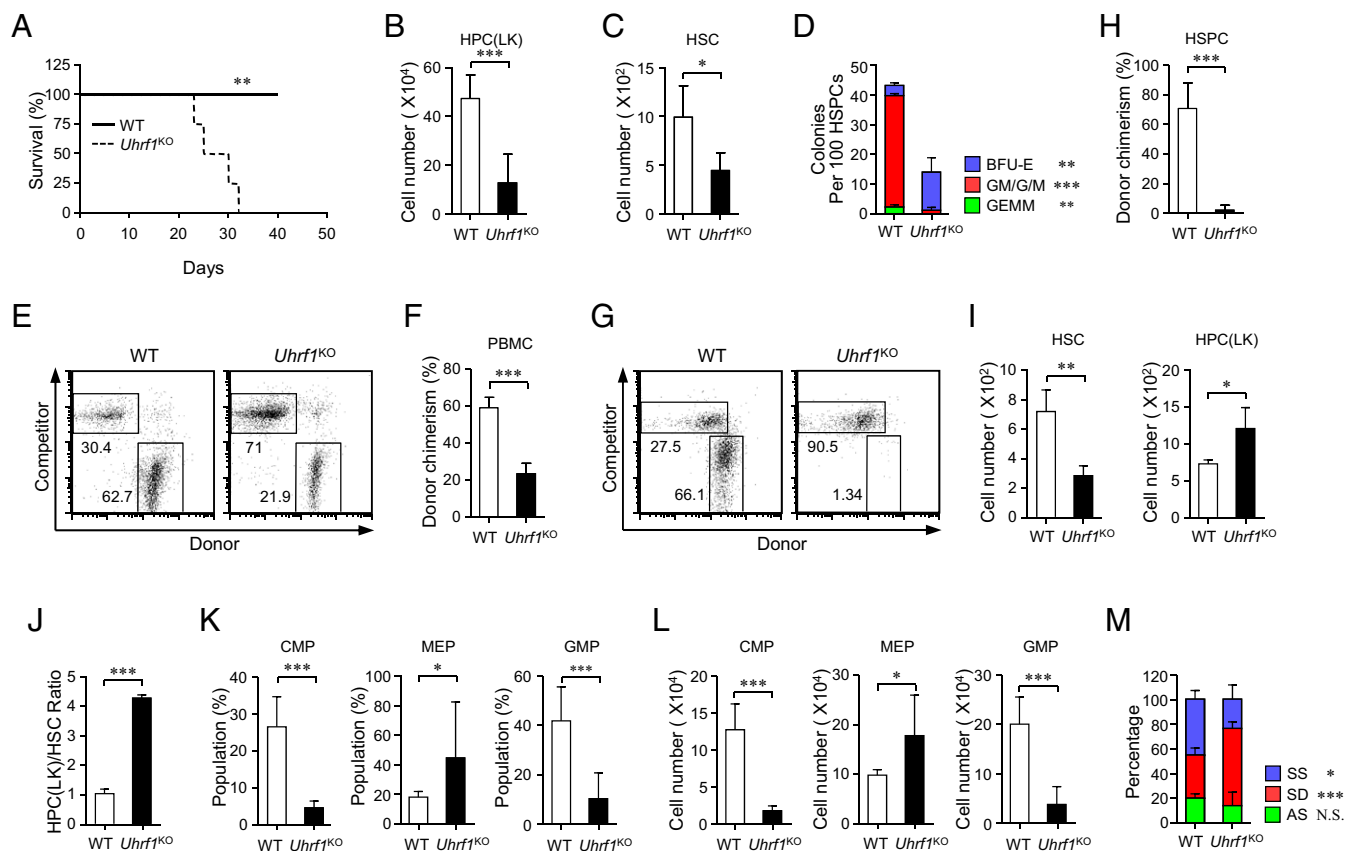 A
Survival (%)
125
100
75
50
25
0
**
WT
Uhrf1KO
0 10 20 30 40 50
Days
B
HPC(LK)
***
Cell number ( X10⁴)
60
40
20
0
WT Uhrf1KO
C
HSC
*
Cell number ( X10²)
15
10
5
0
WT Uhrf1KO
D
Colonies
Per 100 HSPCs
50
40
30
20
10
0
WT Uhrf1KO
BFU-E **
GM/G/M ***
GEMM **
H
HSPC
***
Donor chimerism (%)
100
80
60
40
20
0
WT Uhrf1KO
E
WT Uhrf1KO
Competitor
30.4
62.7
71
21.9
Donor
F
PBMC
***
Donor chimerism (%)
80
60
40
20
0
WT Uhrf1KO
G
WT Uhrf1KO
Competitor
27.5
66.1
90.5
1.34
Donor
I
HSC
**
Cell number ( X10²)
10
8
6
4
2
0
WT Uhrf1KO
HPC(LK)
*
Cell number ( X10²)
20
15
10
5
0
WT Uhrf1KO
J
***
HPC(LK)/HSC Ratio
5
4
3
2
1
0
WT Uhrf1KO
K
CMP
***
Population (%)
40
30
20
10
0
WT Uhrf1KO
MEP
*
Population (%)
100
80
60
40
20
0
WT Uhrf1KO
GMP
***
Population (%)
60
40
20
0
WT Uhrf1KO
L
CMP
***
Cell number ( X10⁴)
20
15
10
5
0
WT Uhrf1KO
MEP
*
Cell number ( X10⁴)
30
20
10
0
WT Uhrf1KO
GMP
***
Cell number ( X10⁴)
30
20
10
0
WT Uhrf1KO
M
Percentage
120
100
80
60
40
20
0
WT Uhrf1KO
SS *
SD ***
AS N.S.